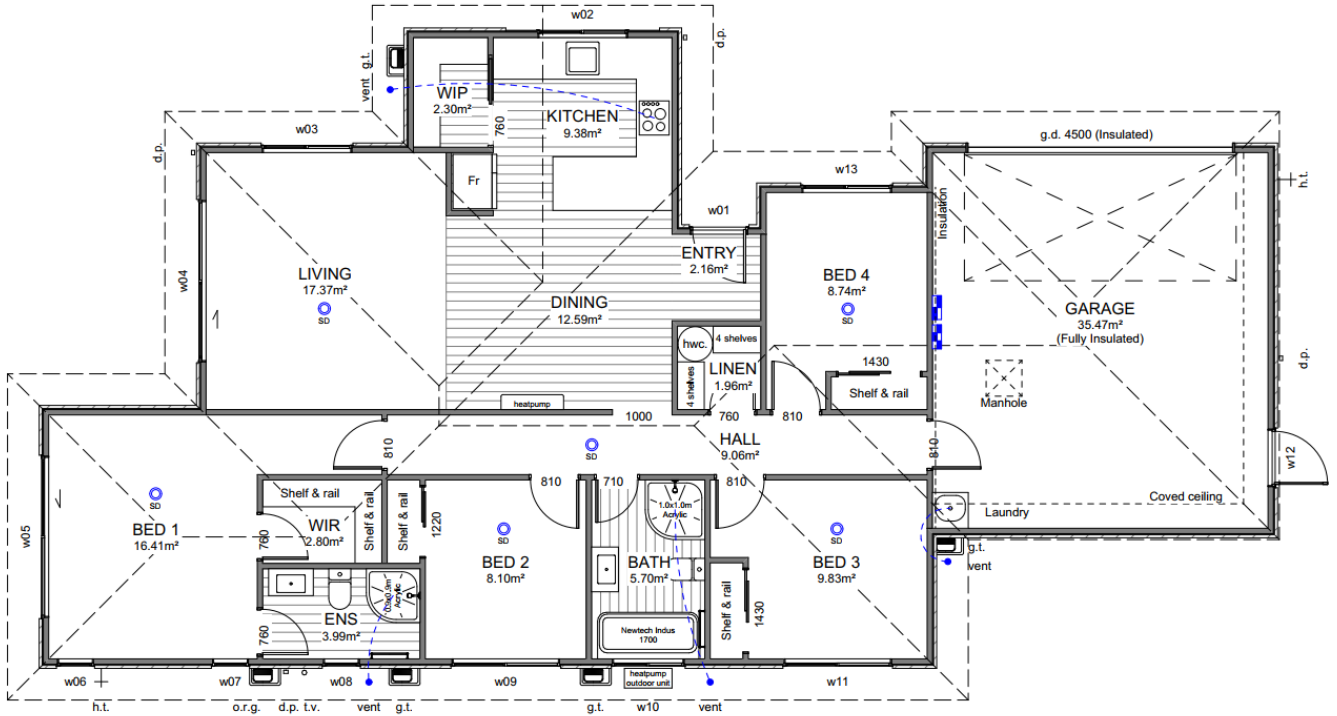 w02
d.p.
g.t.
vent
WIP
2.30m²
760
KITCHEN
9.38m²
w03
d.p.
g.d. 4500 (Insulated)
h.t.
w13
Fr
w01
Insulation
ENTRY
2.16m²
w04
LIVING
17.37m²
SD
DINING
12.59m²
BED 4
8.74m²
SD
GARAGE
35.47m²
(Fully Insulated)
d.p.
hwc.
4 shelves
4 shelves
LINEN
1.96m²
1430
Shelf & rail
Manhole
heatpump
1000
760
810
810
SD
HALL
9.06m²
810
w12
810
710
810
Shelf & rail
Shelf & rail
Shelf & rail
1220
1.0x1.0m
Acrylic
Coved ceiling
Laundry
SD
w05
BED 1
16.41m²
760
WIR
2.80m²
SD
BED 2
8.10m²
BATH
5.70m²
SD
BED 3
9.83m²
g.t.
vent
0.9x0.9m
Acrylic
760
ENS
3.99m²
Newtech Indus
1700
Shelf & rail
1430
w06
w07
w08
w09
heatpump
outdoor unit
w11
h.t.
o.r.g.
d.p.
t.v.
vent
g.t.
g.t.
w10
vent